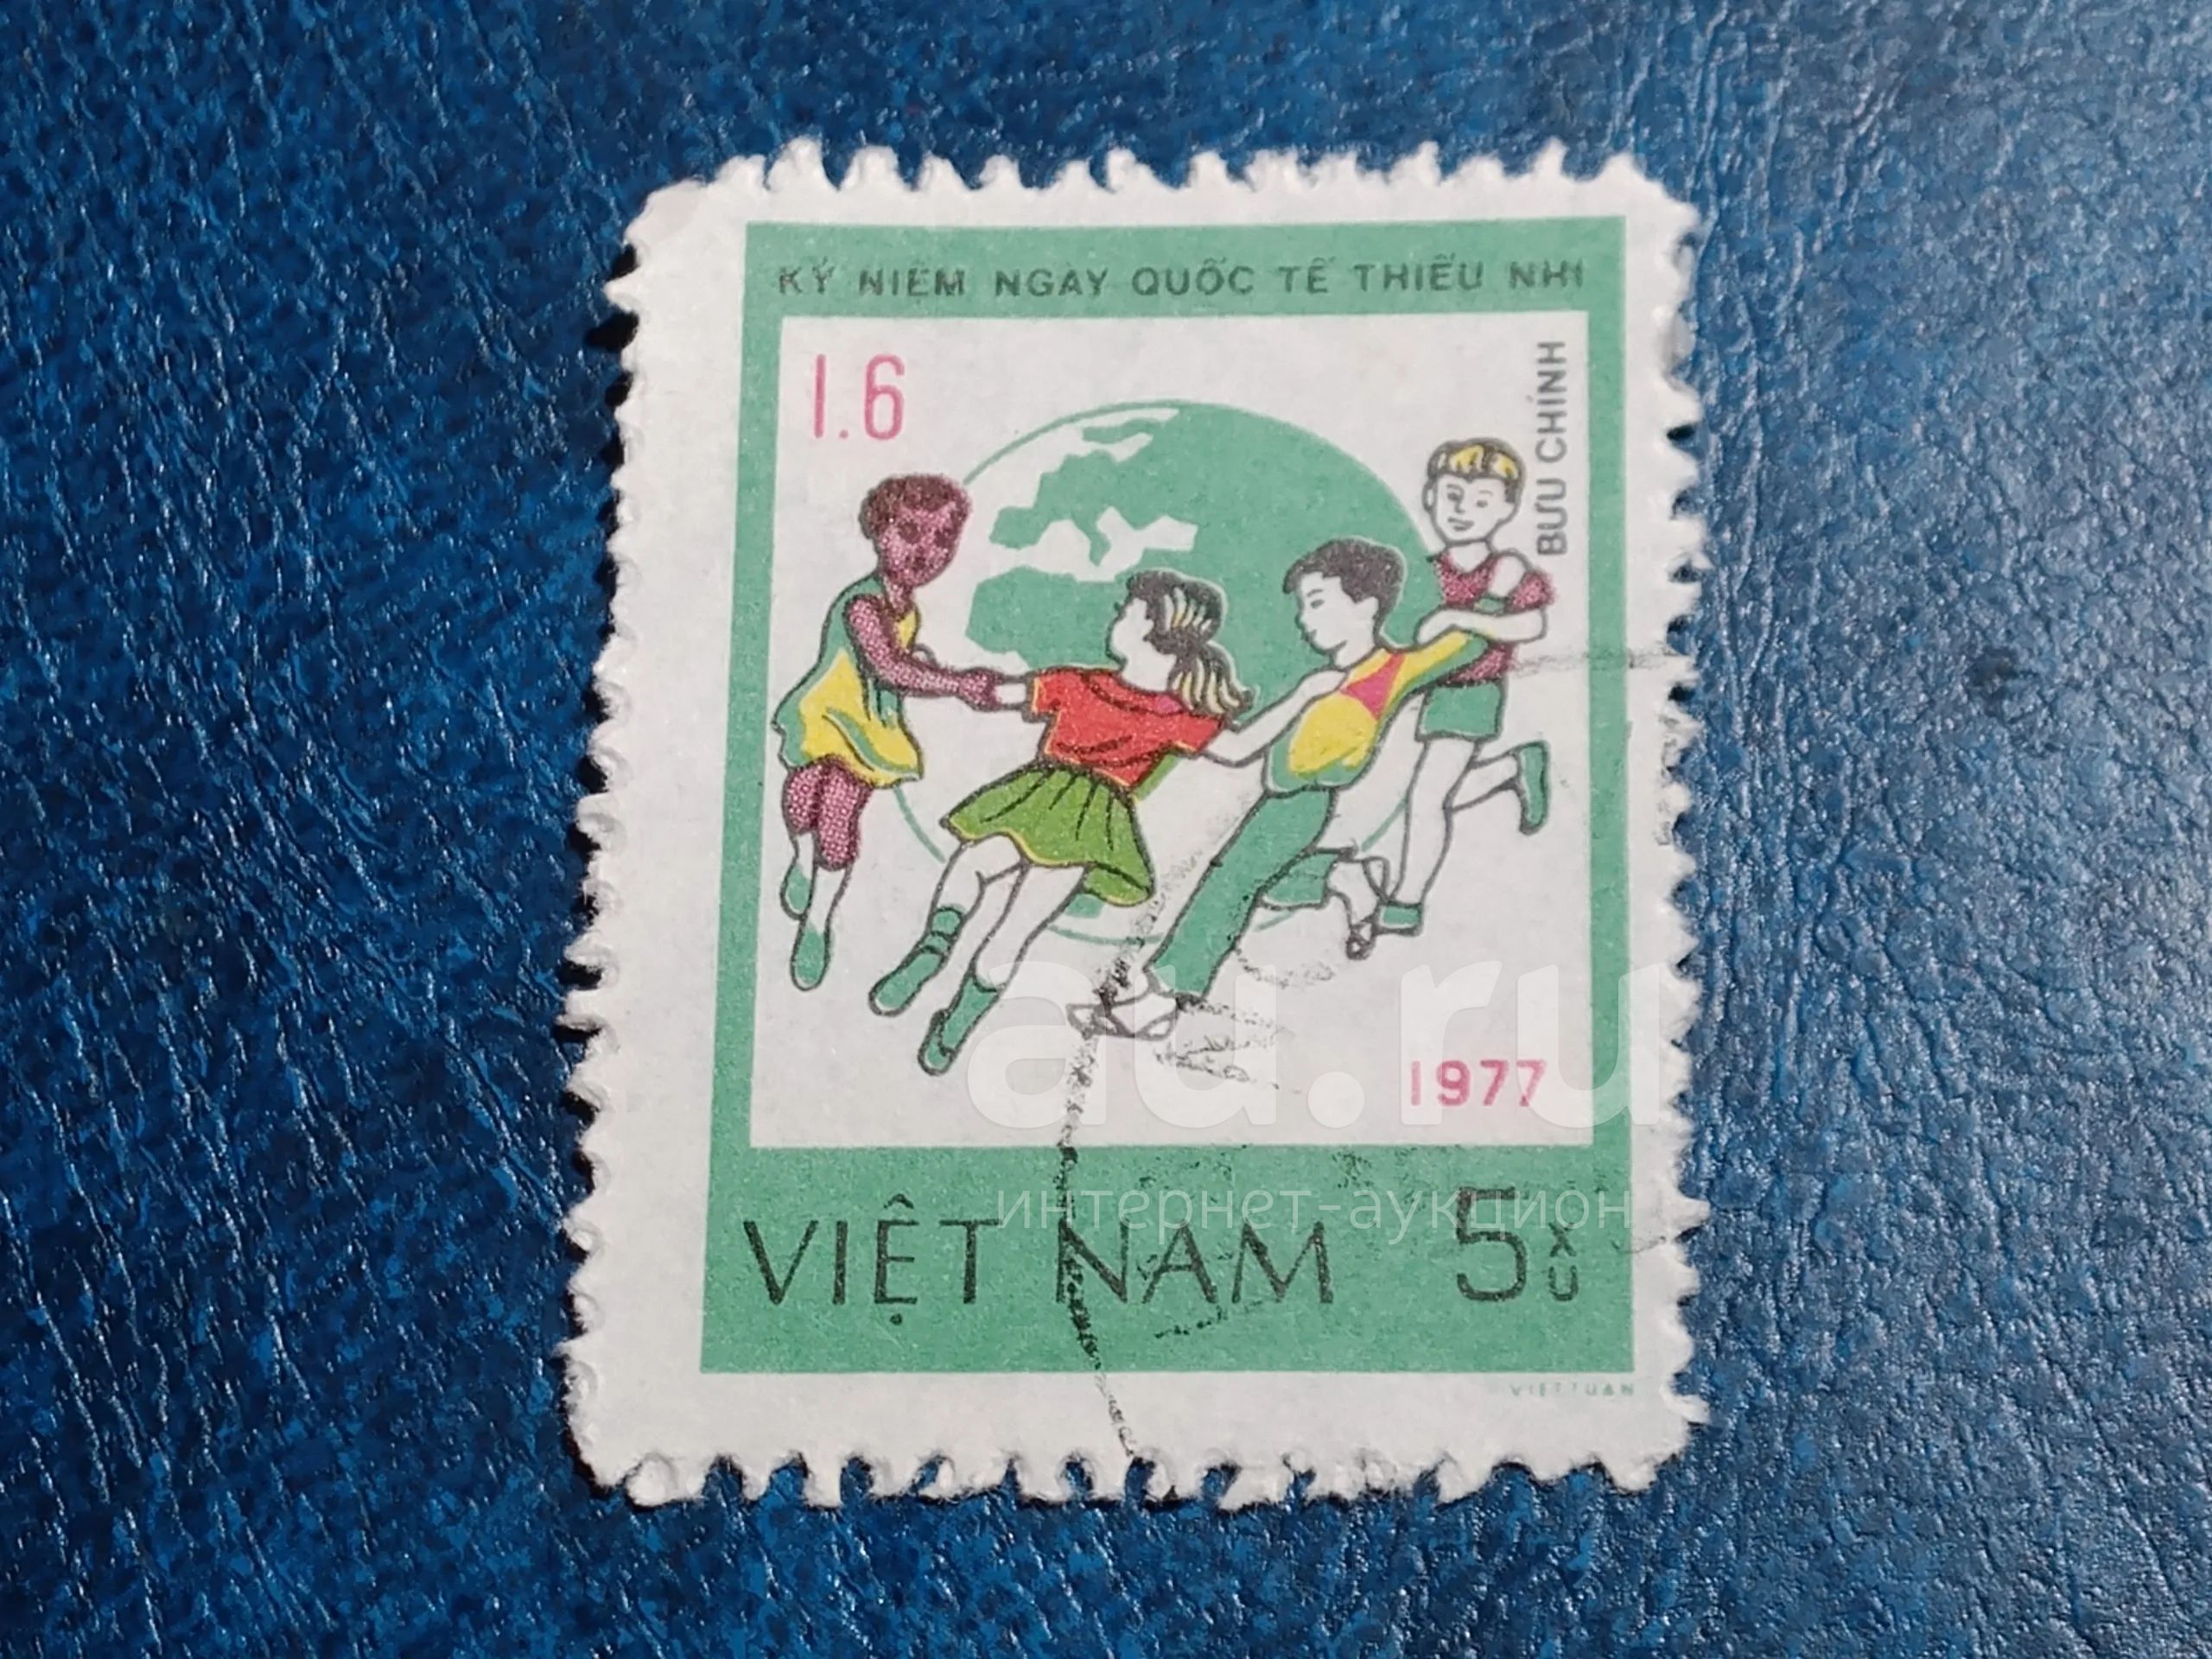 KỶ NIỆM NGÀY QUỐC TẾ THIẾU NHI
1.6
BƯU CHÍNH
1977
au.ru
интернет-аукцион
VIỆT NAM 5 XU
VIETTUAN